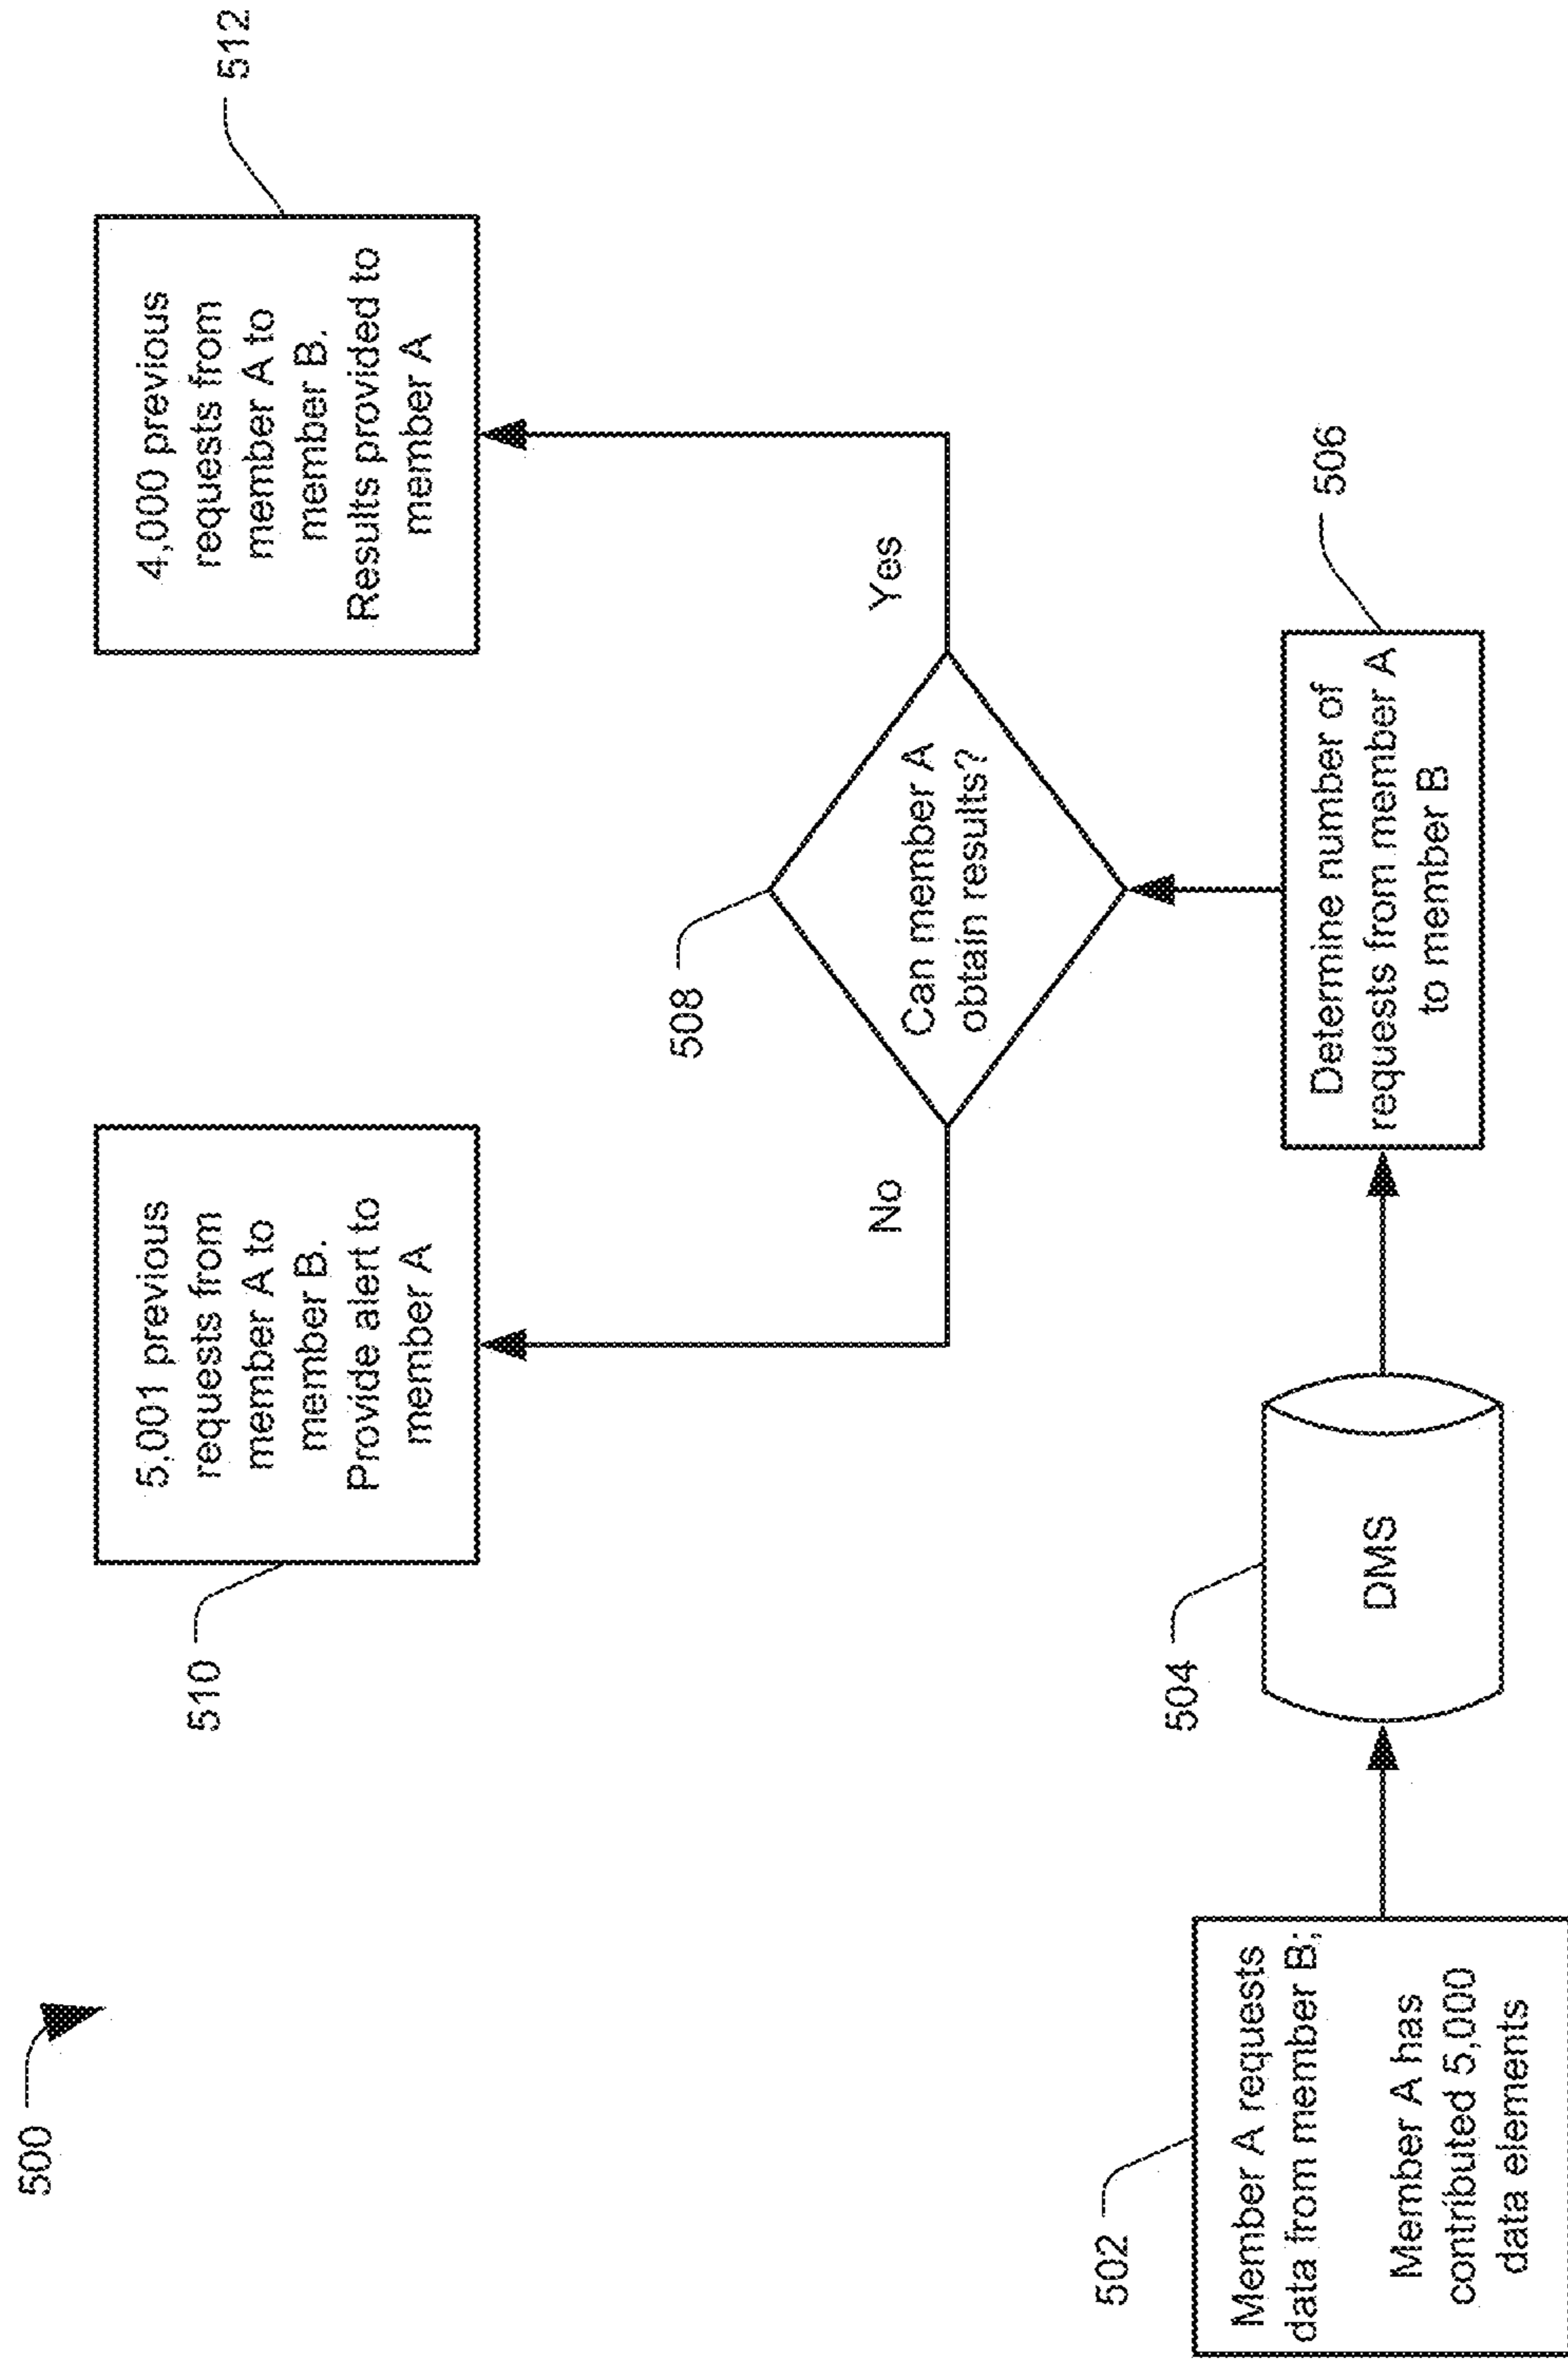 500
510
5,001 previous
requests from
member A to
member B.
Provide alert to
member A
512
4,000 previous
requests from
member A to
member B.
Results provided to
member A
508
No
Can member A
obtain results?
Yes
502
Member A requests
data from member B;
Member A has
contributed 5,000
data elements
504
DMS
506
Determine number of
requests from member A
to member B